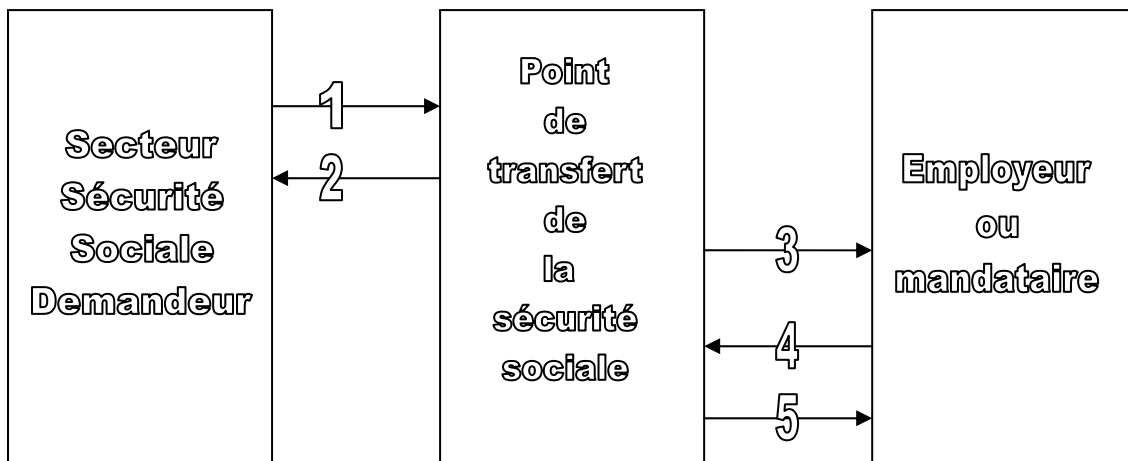 Secteur
Sécurité
Sociale
Demandeur
1
2
Point
de
transfert
de
la
sécurité
sociale
3
4
5
Employeur
ou
mandataire